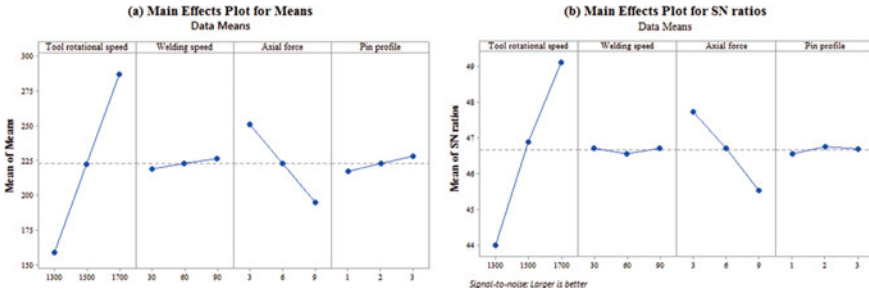 (a) Main Effects Plot for Means
Data Means
Tool rotational speed Welding speed Axial force Pin profile
Mean of Means
300
275
250
225
200
175
150
1300 1500 1700 30 60 90 3 6 9 1 2 3
(b) Main Effects Plot for SN ratios
Data Means
Tool rotational speed Welding speed Axial force Pin profile
Mean of SN ratios
49
48
47
46
45
44
1300 1500 1700 30 60 90 3 6 9 1 2 3
Signal-to-noise: Larger is better